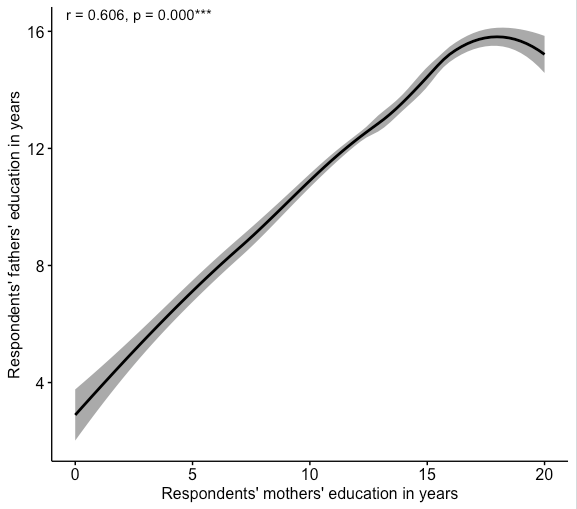 r = 0.606, p = 0.000***
16
12
8
4
Respondents' fathers' education in years
0 5 10 15 20
Respondents' mothers' education in years